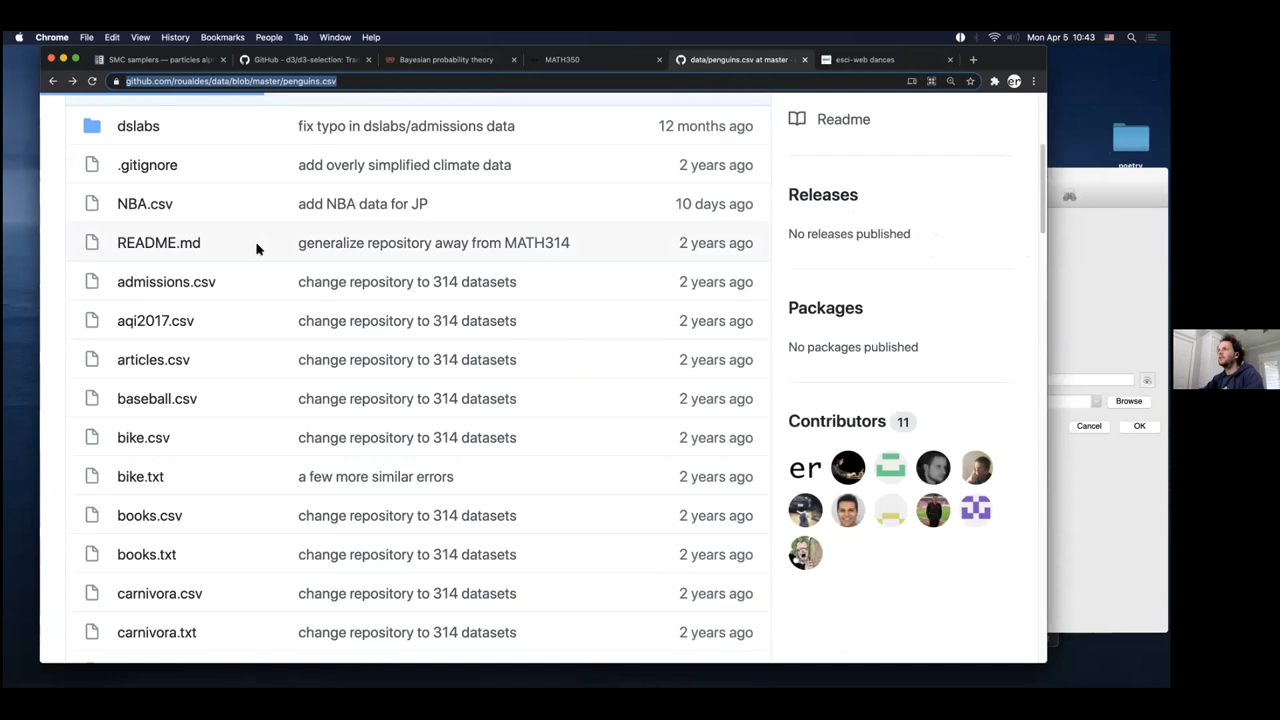 Chrome File Edit View History Bookmarks People Tab Window Help Mon Apr 5 10:43
SMC samplers — particles alp GitHub - d3/d3-selection: Tra Bayesian probability theory MATH350 data/penguins.csv at master esci-web dances
github.com/roualdes/data/blob/master/penguins.csv
dslabs fix typo in dslabs/admissions data 12 months ago
.gitignore add overly simplified climate data 2 years ago
NBA.csv add NBA data for JP 10 days ago
README.md generalize repository away from MATH314 2 years ago
admissions.csv change repository to 314 datasets 2 years ago
aqi2017.csv change repository to 314 datasets 2 years ago
articles.csv change repository to 314 datasets 2 years ago
baseball.csv change repository to 314 datasets 2 years ago
bike.csv change repository to 314 datasets 2 years ago
bike.txt a few more similar errors 2 years ago
books.csv change repository to 314 datasets 2 years ago
books.txt change repository to 314 datasets 2 years ago
carnivora.csv change repository to 314 datasets 2 years ago
carnivora.txt change repository to 314 datasets 2 years ago
Readme
Releases
No releases published
Packages
No packages published
Contributors 11
er
poetry
Browse
Cancel OK